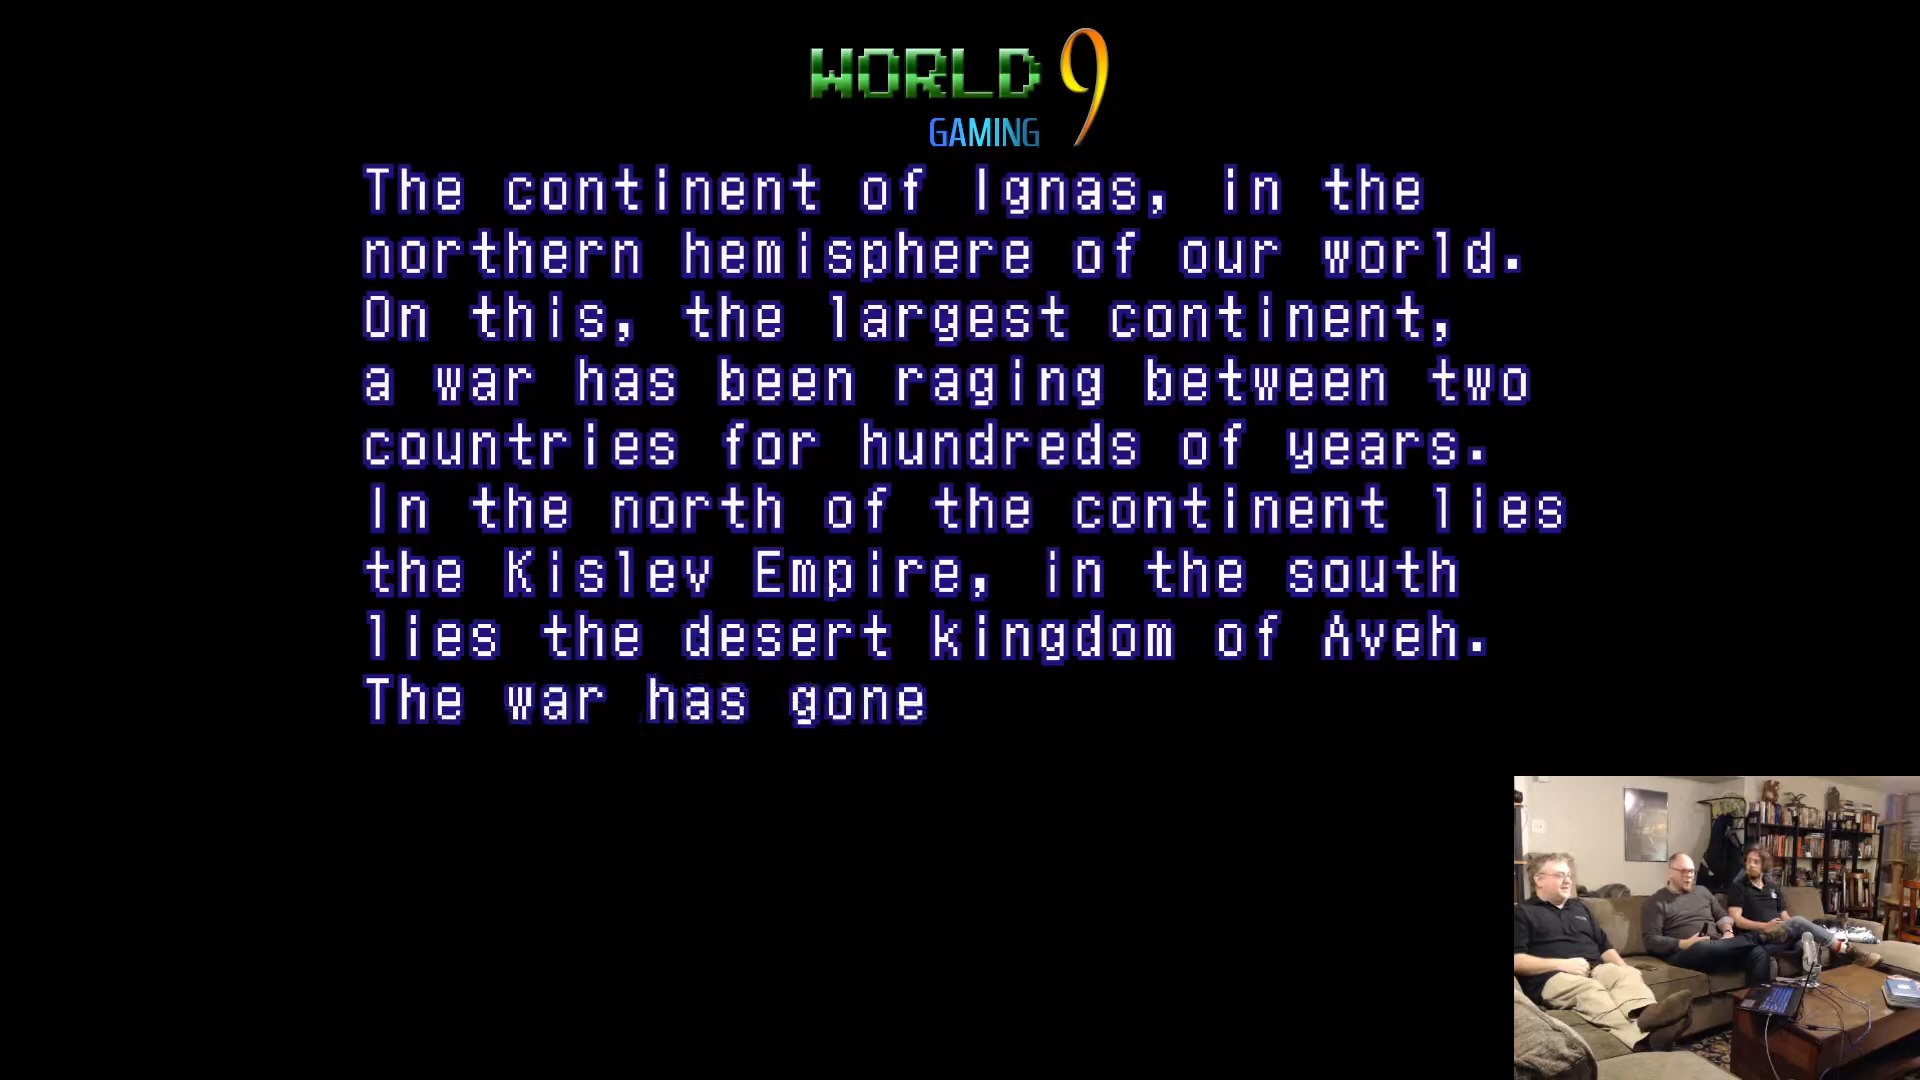 WORLD 9
GAMING
The continent of Ignas, in the
northern hemisphere of our world.
On this, the largest continent,
a war has been raging between two
countries for hundreds of years.
In the north of the continent lies
the Kislev Empire, in the south
lies the desert kingdom of Aveh.
The war has gone